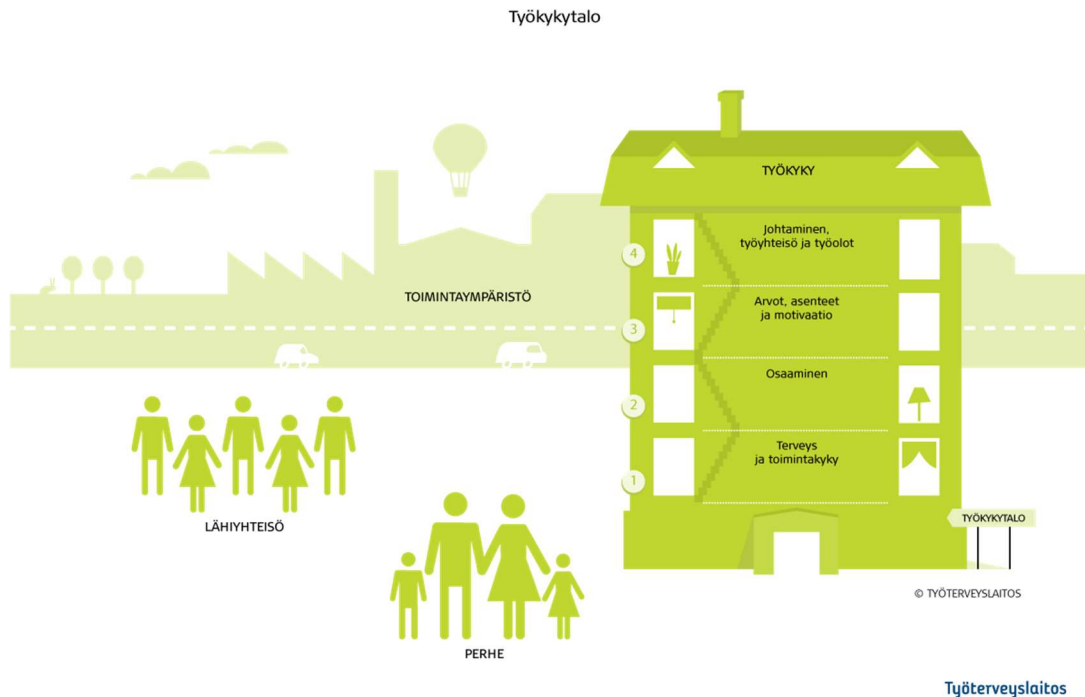 Työkykytalo
TYÖKYKY
4
Johtaminen,
työyhteisö ja työolot
TOIMINTAYMPÄRISTÖ
3
Arvot, asenteet
ja motivaatio
2
Osaaminen
1
Terveys
ja toimintakyky
LÄHIYHTEISÖ
TYÖKYKYTALO
© TYÖTERVEYSLAITOS
PERHE
Työterveyslaitos